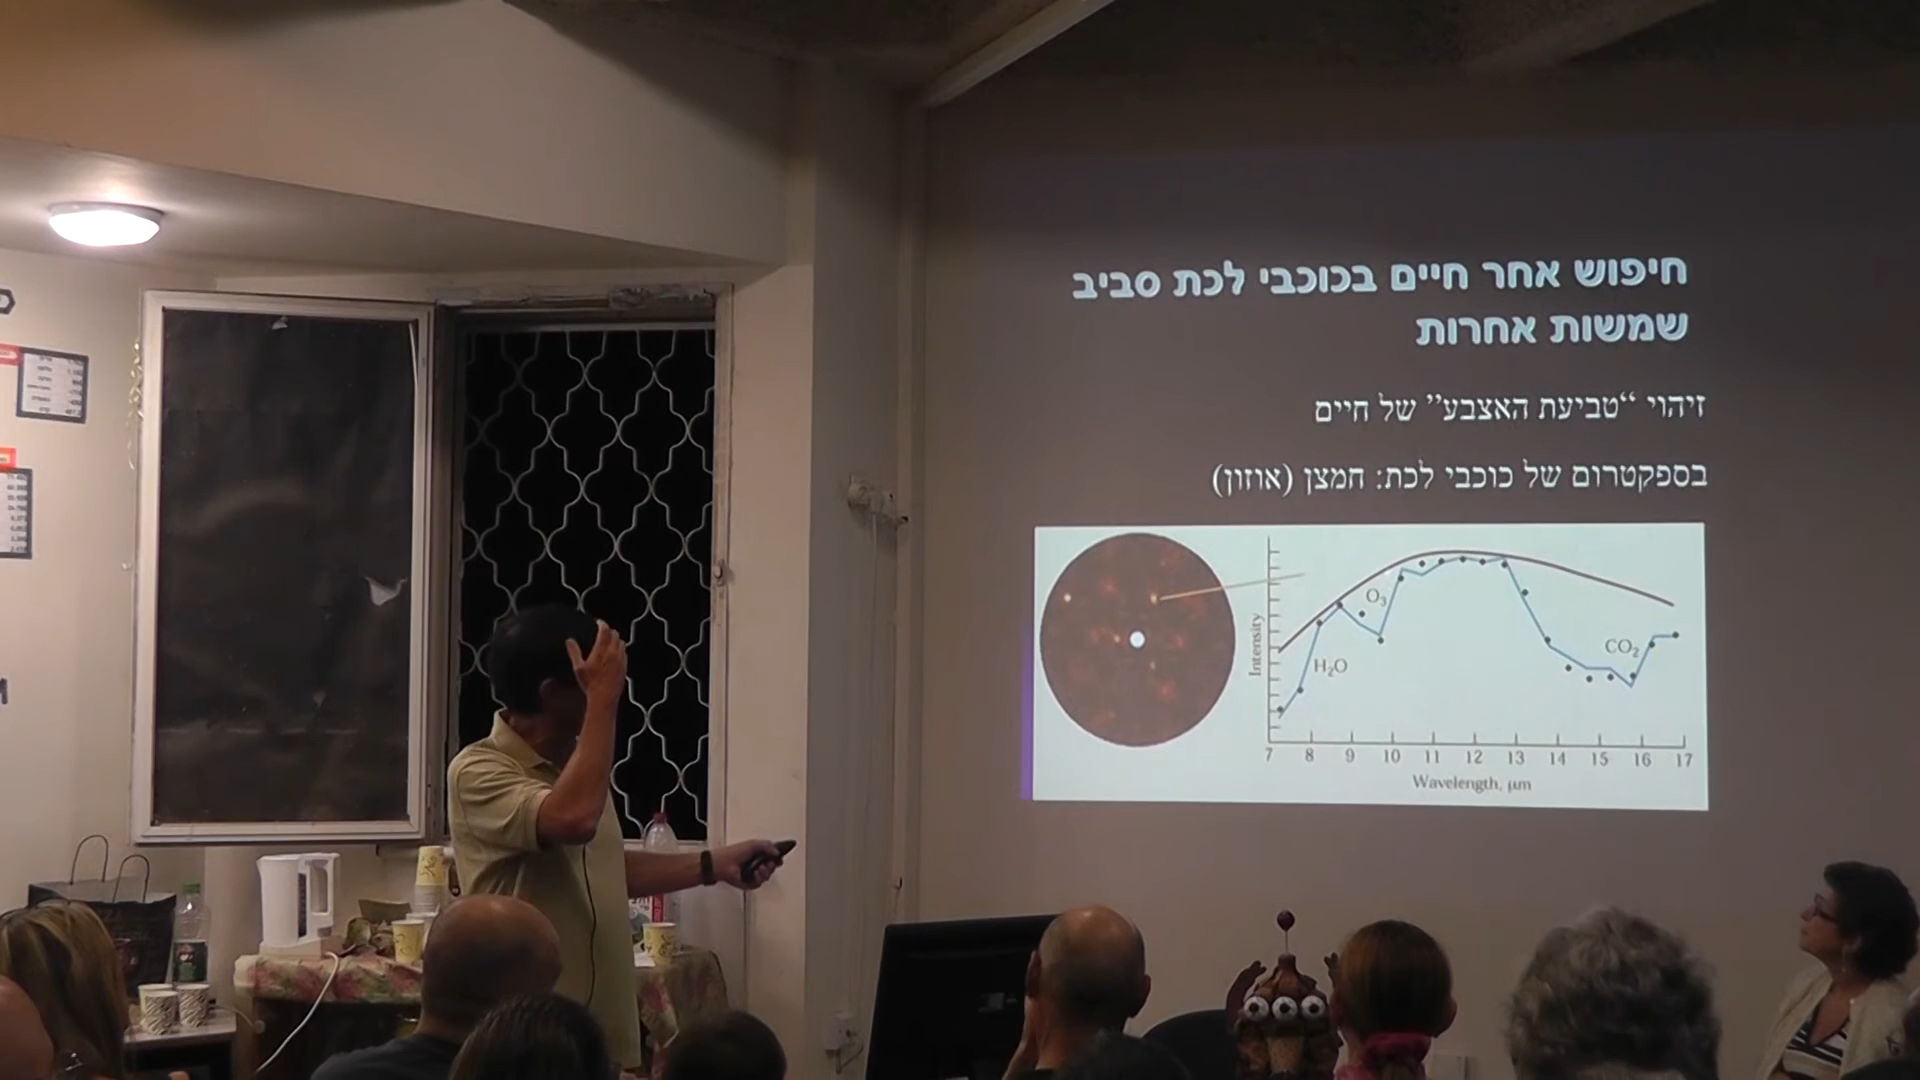 חיפוש אחר חיים בכוכבי לכת סביב
שמשות אחרות
זיהוי “טביעת האצבע” של חיים
בספקטרום של כוכבי לכת: חמצן (אוזון)
Intensity
H₂O
O₃
CO₂
7 8 9 10 11 12 13 14 15 16 17
Wavelength, μm